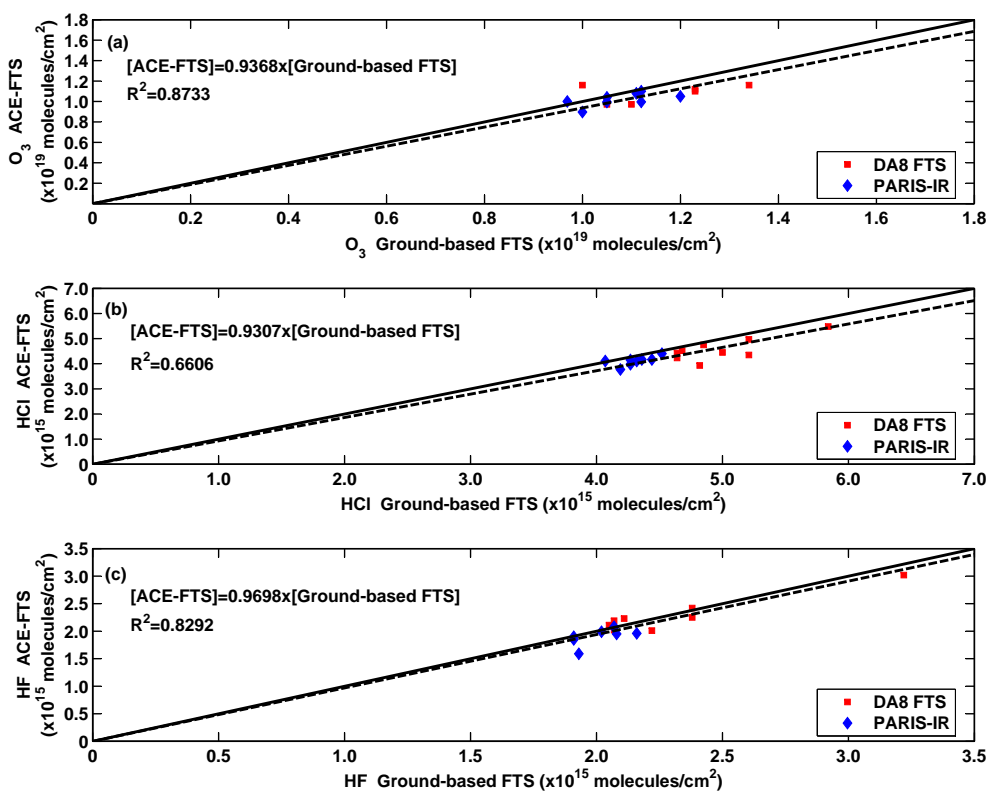 (a)
[ACE-FTS]=0.9368x[Ground-based FTS]
R²=0.8733
1.8
1.6
1.4
1.2
1.0
0.8
0.6
0.4
0.2
O₃ ACE-FTS
(x10¹⁹ molecules/cm²)
DA8 FTS
PARIS-IR
0 0.2 0.4 0.6 0.8 1.0 1.2 1.4 1.6 1.8
O₃ Ground-based FTS (x10¹⁹ molecules/cm²)
(b)
[ACE-FTS]=0.9307x[Ground-based FTS]
R²=0.6606
7.0
6.0
5.0
4.0
3.0
2.0
1.0
0
HCl ACE-FTS
(x10¹⁵ molecules/cm²)
DA8 FTS
PARIS-IR
0 1.0 2.0 3.0 4.0 5.0 6.0 7.0
HCl Ground-based FTS (x10¹⁵ molecules/cm²)
(c)
[ACE-FTS]=0.9698x[Ground-based FTS]
R²=0.8292
3.5
3.0
2.5
2.0
1.5
1.0
0.5
0
HF ACE-FTS
(x10¹⁵ molecules/cm²)
DA8 FTS
PARIS-IR
0 0.5 1.0 1.5 2.0 2.5 3.0 3.5
HF Ground-based FTS (x10¹⁵ molecules/cm²)